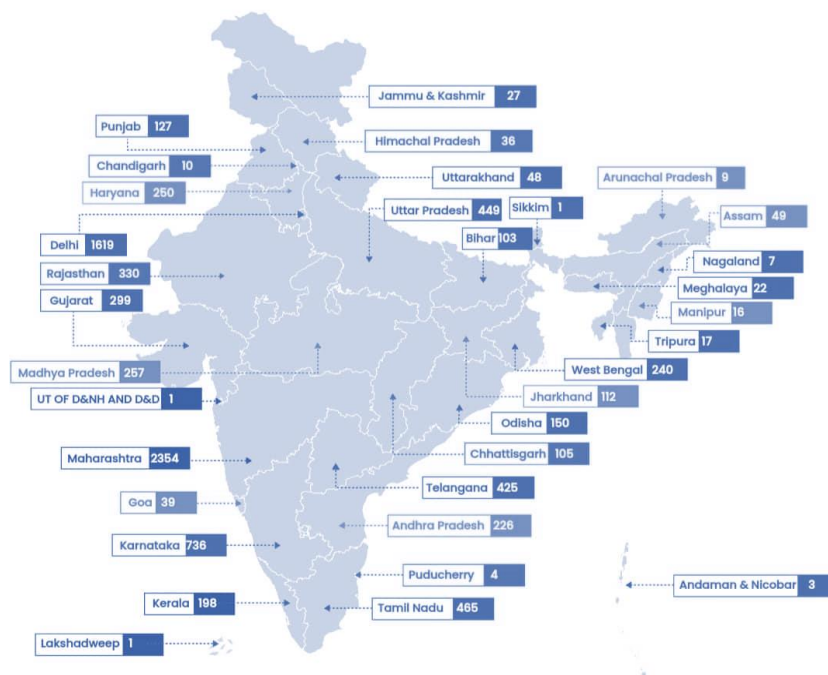 Jammu & Kashmir 27
Punjab 127
Himachal Pradesh 36
Chandigarh 10
Uttarakhand 48
Arunachal Pradesh 9
Haryana 250
Uttar Pradesh 449
Sikkim 1
Assam 49
Delhi 1619
Bihar 103
Nagaland 7
Rajasthan 330
Meghalaya 22
Gujarat 299
Manipur 16
Tripura 17
Madhya Pradesh 257
West Bengal 240
UT OF D&NH AND D&D 1
Jharkhand 112
Odisha 150
Maharashtra 2354
Chhattisgarh 105
Telangana 425
Goa 39
Andhra Pradesh 226
Karnataka 736
Puducherry 4
Andaman & Nicobar 3
Kerala 198
Tamil Nadu 465
Lakshadweep 1